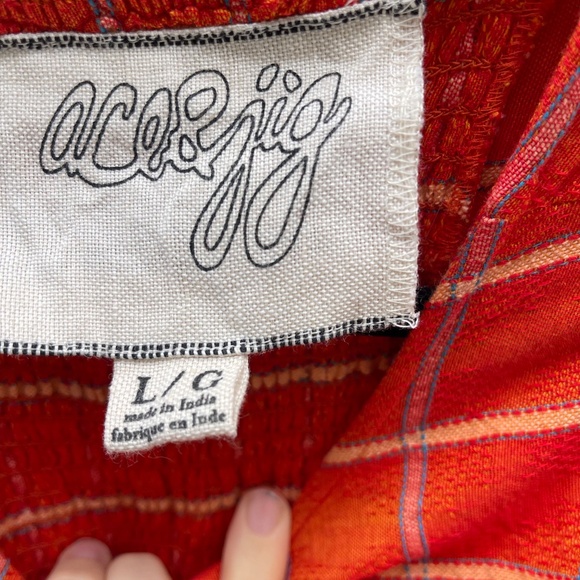 ace&jig
L/G
made in India
fabriqué en Inde